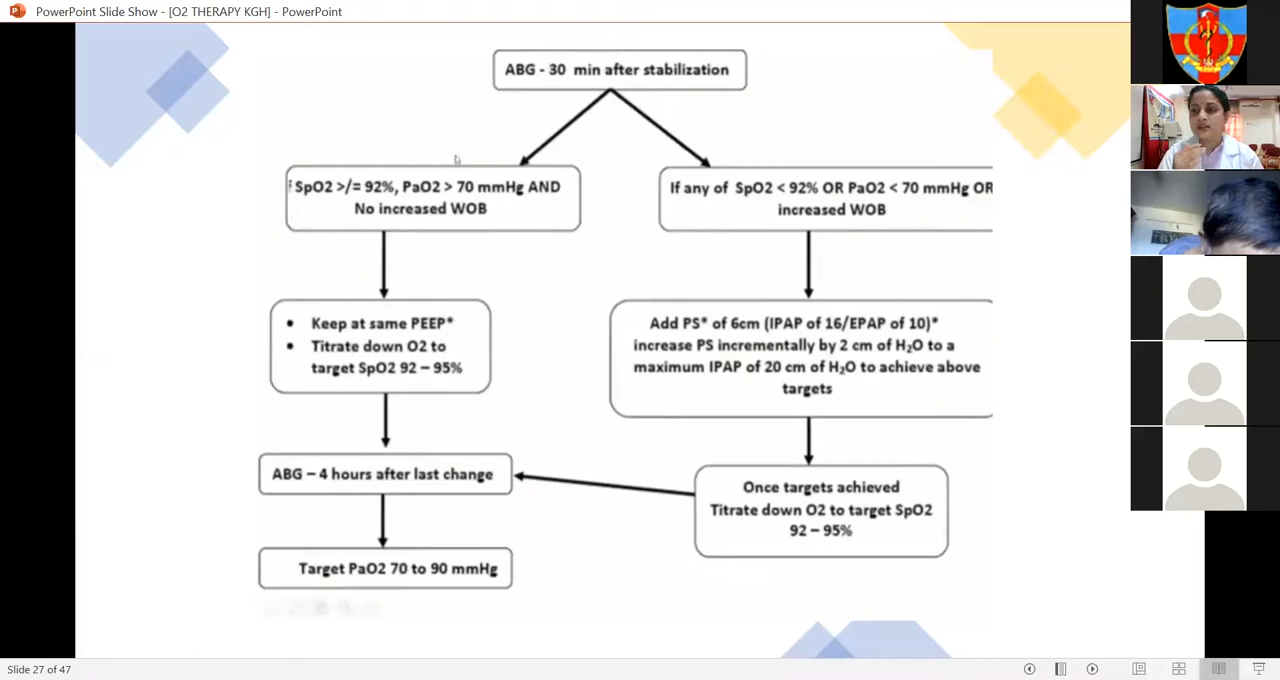 PowerPoint Slide Show - [O2 THERAPY KGH] - PowerPoint
ABG - 30 min after stabilization
SpO2 >/= 92%, PaO2 > 70 mmHg AND
No increased WOB
If any of SpO2 < 92% OR PaO2 < 70 mmHg OR
increased WOB
• Keep at same PEEP*
• Titrate down O2 to
target SpO2 92 – 95%
Add PS* of 6cm (IPAP of 16/EPAP of 10)*
increase PS incrementally by 2 cm of H₂O to a
maximum IPAP of 20 cm of H₂O to achieve above
targets
ABG – 4 hours after last change
Once targets achieved
Titrate down O2 to target SpO2
92 – 95%
Target PaO2 70 to 90 mmHg
Slide 27 of 47